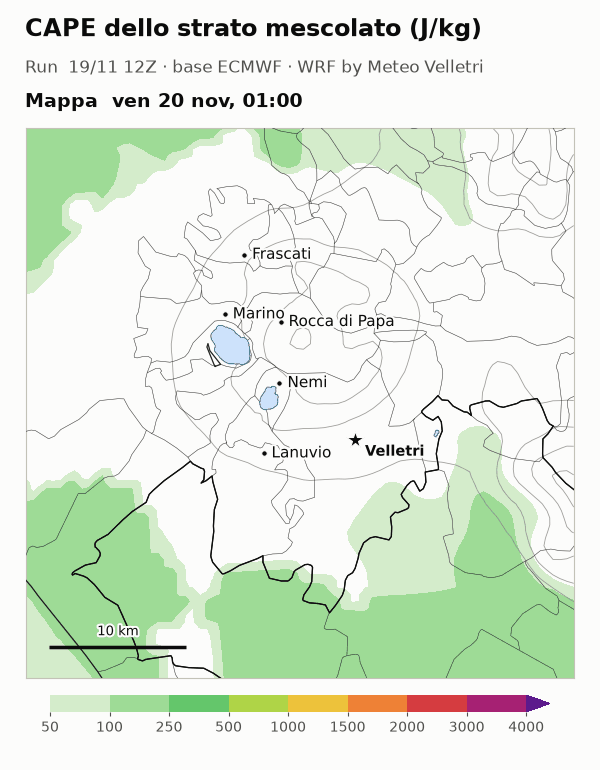 CAPE dello strato mescolato (J/kg)
Run  19/11 12Z · base ECMWF · WRF by Meteo Velletri
Mappa  ven 20 nov, 01:00
Frascati
Marino
Rocca di Papa
Nemi
Velletri
Lanuvio
10 km
50 100 250 500 1000 1500 2000 3000 4000